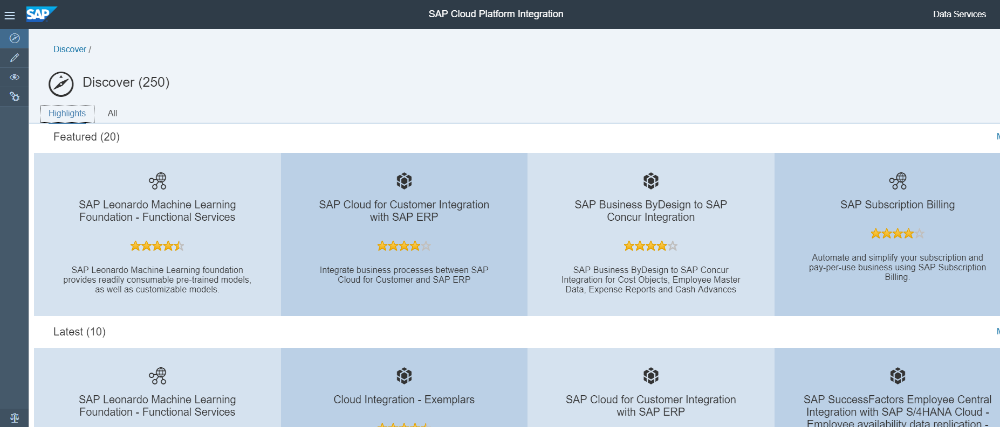 SAP
SAP Cloud Platform Integration
Data Services
Discover /
Discover (250)
Highlights
All
Featured (20)
SAP Leonardo Machine Learning
Foundation - Functional Services
SAP Leonardo Machine Learning foundation
provides readily consumable pre-trained models,
as well as customizable models.
SAP Cloud for Customer Integration
with SAP ERP
Integrate business processes between SAP
Cloud for Customer and SAP ERP
SAP Business ByDesign to SAP
Concur Integration
SAP Business ByDesign to SAP Concur
Integration for Cost Objects, Employee Master
Data, Expense Reports and Cash Advances
SAP Subscription Billing
Automate and simplify your subscription and
pay-per-use business using SAP Subscription
Billing.
Latest (10)
SAP Leonardo Machine Learning
Foundation - Functional Services
Cloud Integration - Exemplars
SAP Cloud for Customer Integration
with SAP ERP
SAP SuccessFactors Employee Central
Integration with SAP S/4HANA Cloud -
Employee availability data replication -